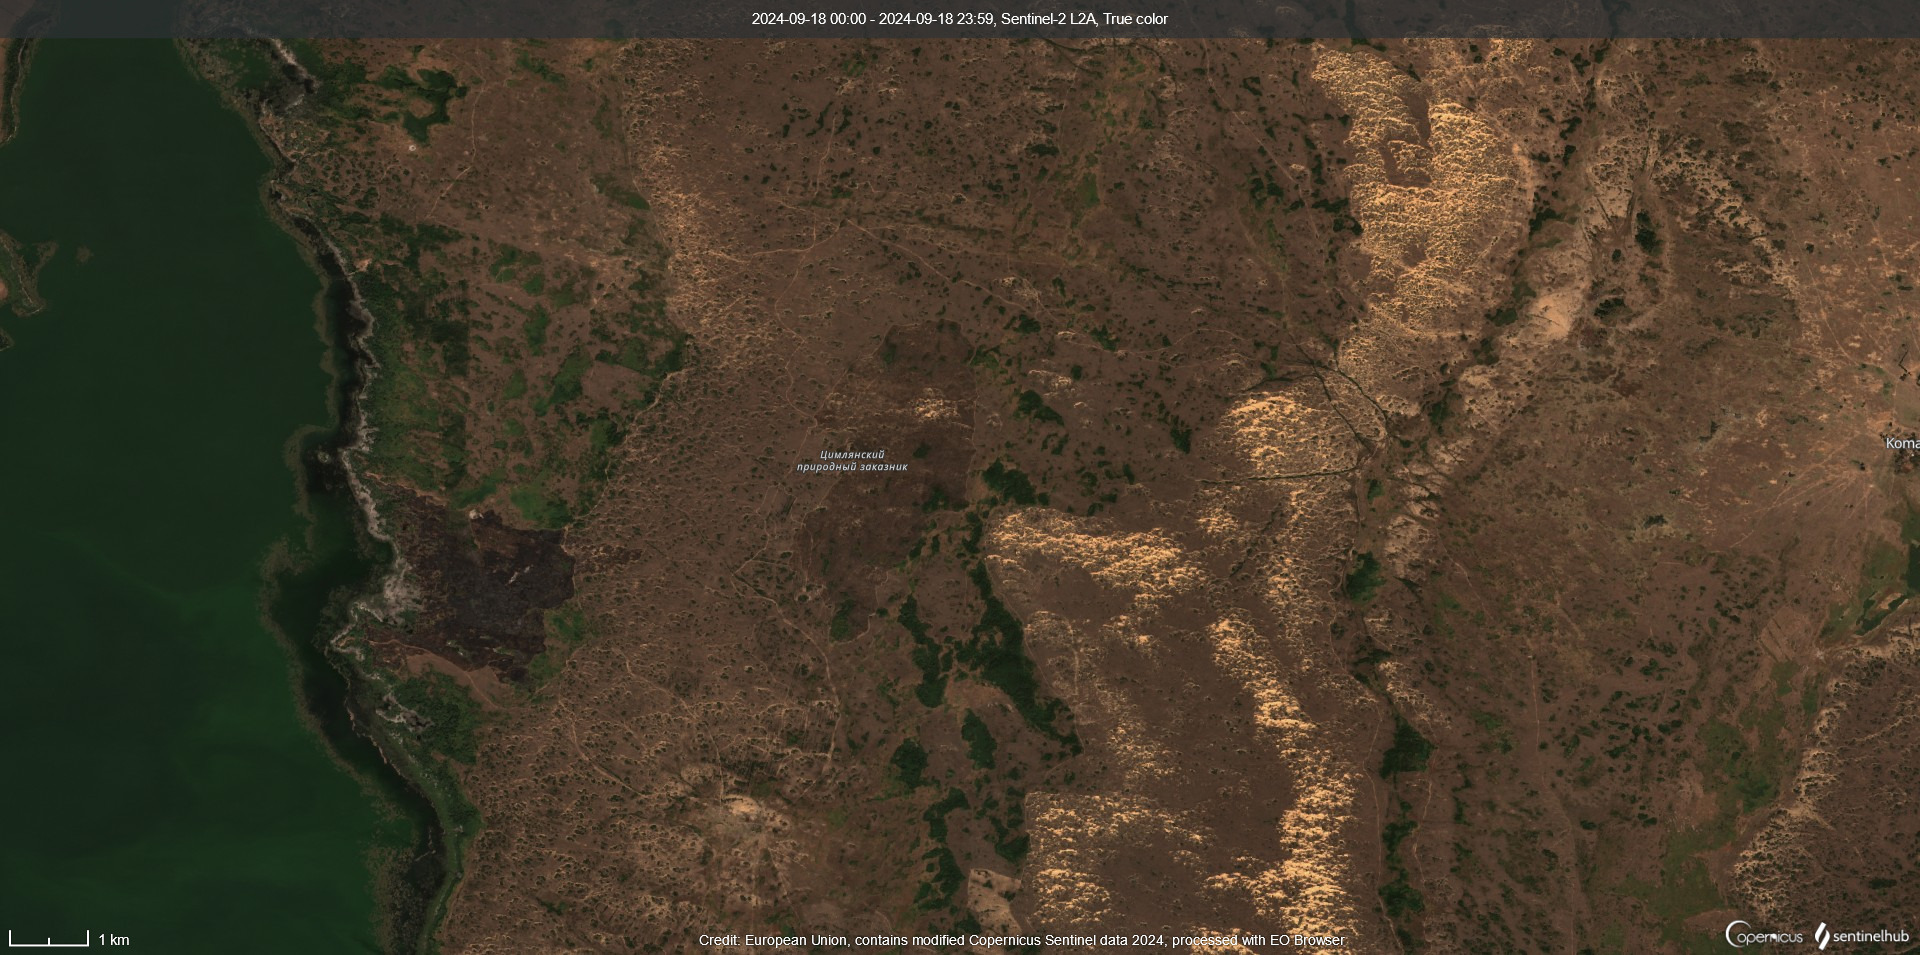 2024-09-18 00:00 - 2024-09-18 23:59, Sentinel-2 L2A, True color
Koma
Цимлянский
природный заказник
1 km
Credit: European Union, contains modified Copernicus Sentinel data 2024, processed with EO Browser
Copernicus
sentinelhub